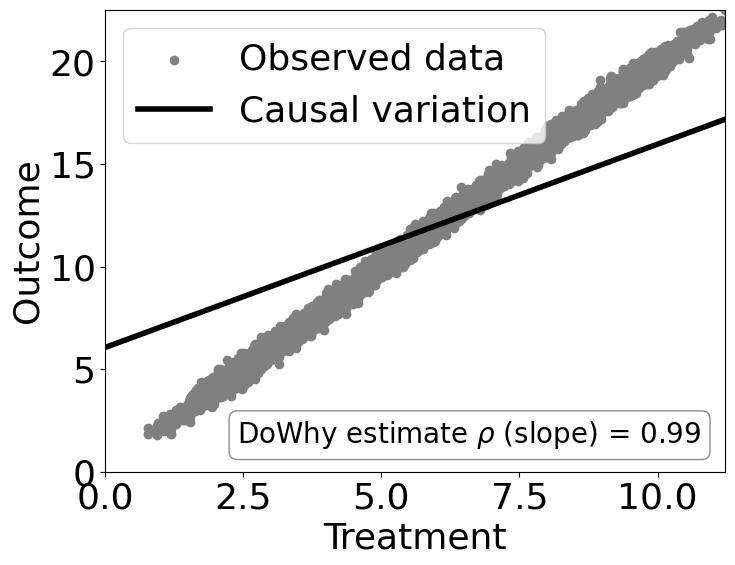 Observed data
Causal variation
20
15
10
5
0
Outcome
DoWhy estimate ρ (slope) = 0.99
0.0 2.5 5.0 7.5 10.0
Treatment